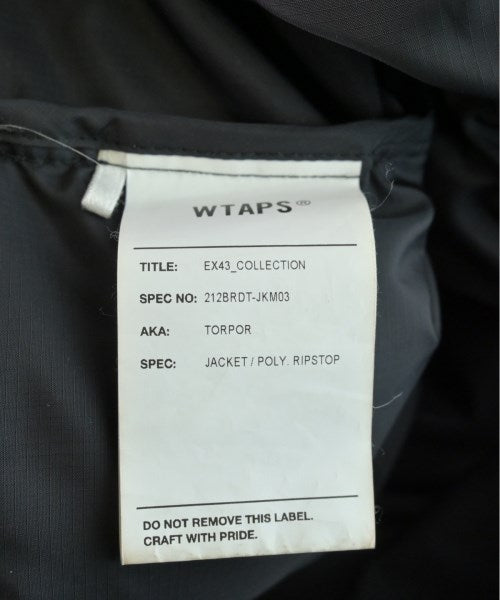 WTAPS®
TITLE: EX43_COLLECTION
SPEC NO: 212BRDT-JKM03
AKA: TORPOR
SPEC: JACKET / POLY. RIPSTOP
DO NOT REMOVE THIS LABEL.
CRAFT WITH PRIDE.